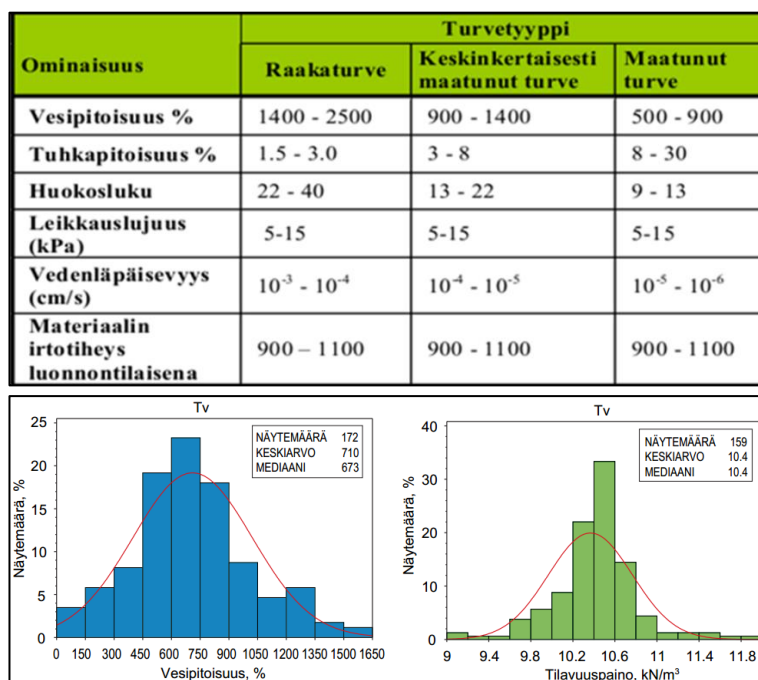 Turvetyyppi
Ominaisuus
Raakaturve
Keskinkertaisesti
maatunut turve
Maatunut
turve
Vesipitoisuus %
1400 - 2500
900 - 1400
500 - 900
Tuhkapitoisuus %
1.5 - 3.0
3 - 8
8 - 30
Huokosluku
22 - 40
13 - 22
9 - 13
Leikkauslujuus
(kPa)
5-15
5-15
5-15
Vedenläpäisevyys
(cm/s)
10⁻³ - 10⁻⁴
10⁻⁴ - 10⁻⁵
10⁻⁵ - 10⁻⁶
Materiaalin
irtotiheys
luonnontilaisena
900 – 1100
900 - 1100
900 - 1100
Tv
NÄYTEMÄÄRÄ 172
KESKIARVO 710
MEDIAANI 673
Näytemäärä, %
25
20
15
10
5
0
0 150 300 450 600 750 900 1050 1200 1350 1500 1650
Vesipitoisuus, %
Tv
NÄYTEMÄÄRÄ 159
KESKIARVO 10.4
MEDIAANI 10.4
Näytemäärä, %
40
30
20
10
0
9 9.4 9.8 10.2 10.6 11 11.4 11.8
Tilavuuspaino, kN/m³